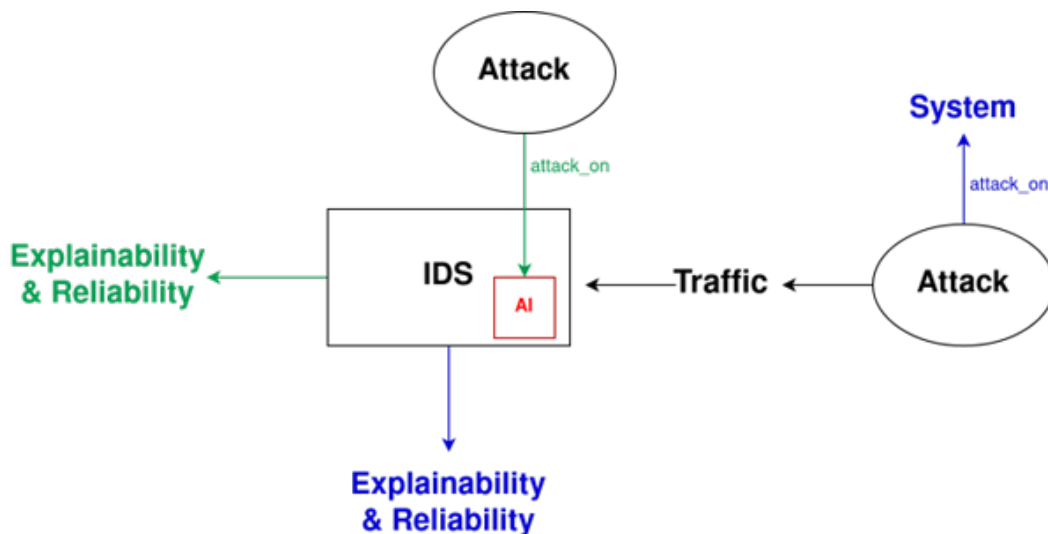 Attack
System
attack_on
attack_on
Explainability
& Reliability
IDS
AI
Traffic
Attack
Explainability
& Reliability